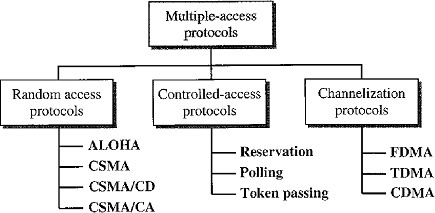 Multiple-access
protocols
Random access
protocols
Controlled-access
protocols
Channelization
protocols
ALOHA
CSMA
CSMA/CD
CSMA/CA
Reservation
Polling
Token passing
FDMA
TDMA
CDMA